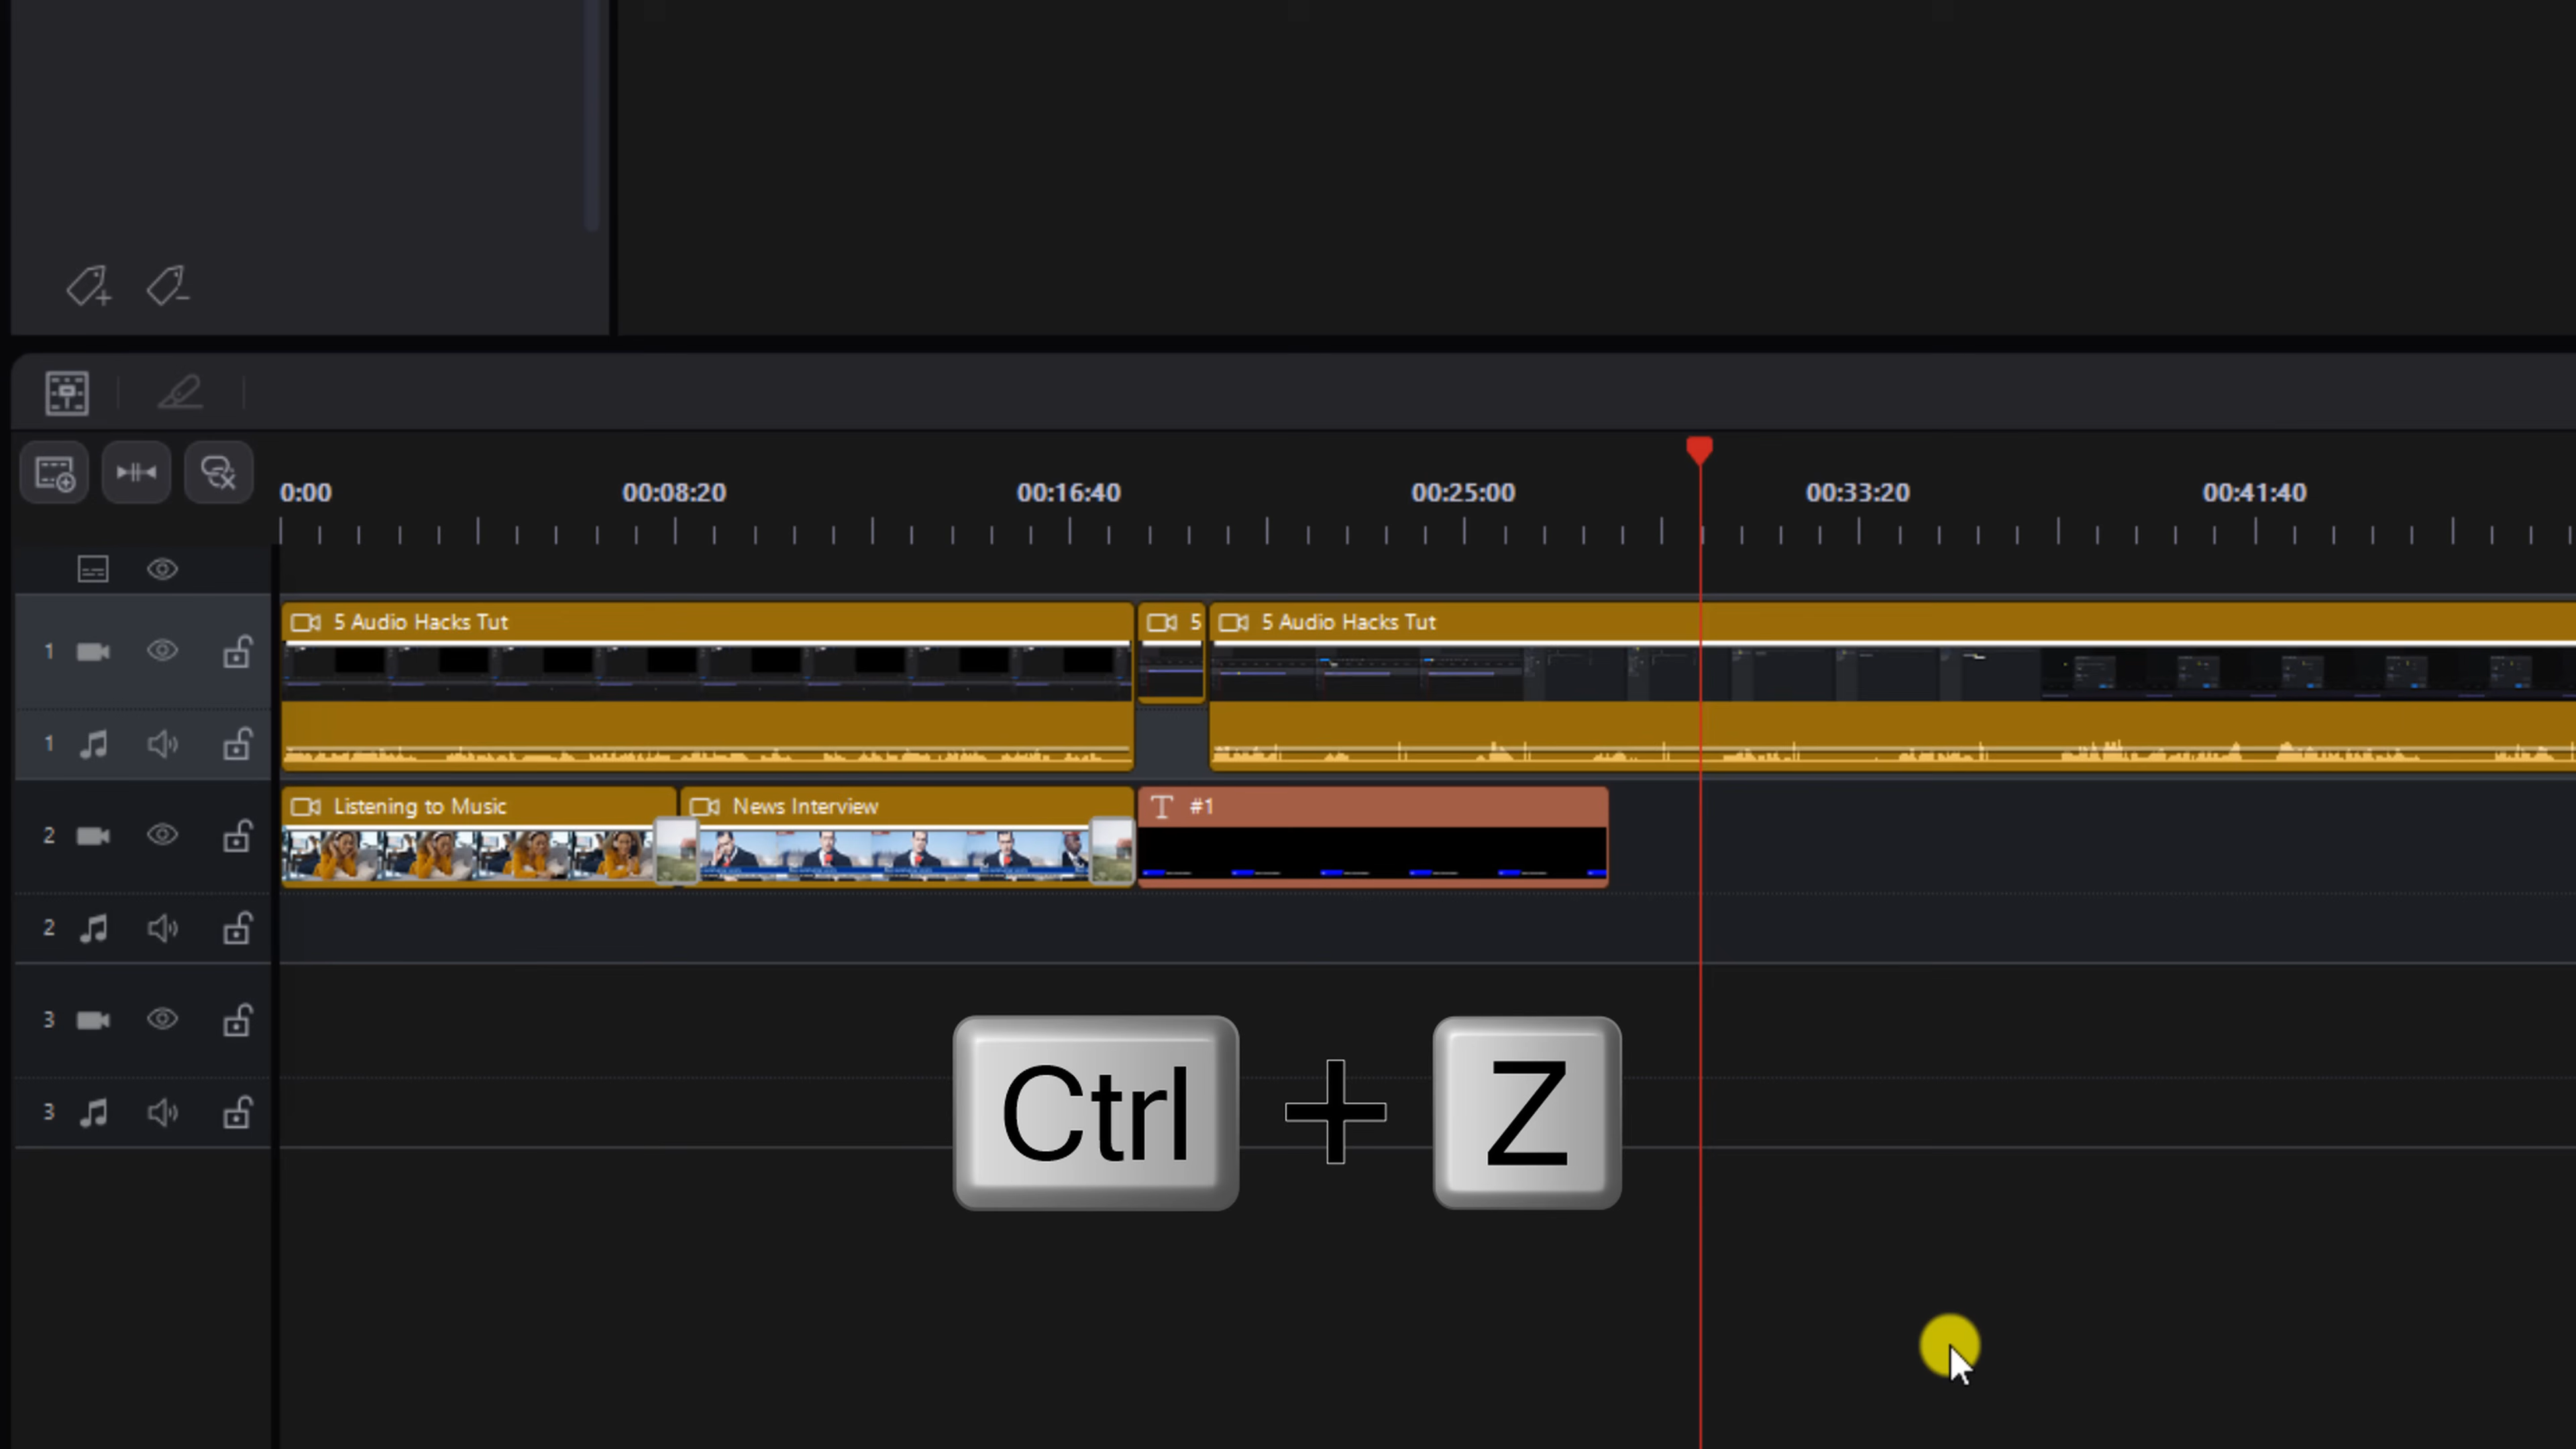 0:00 00:08:20 00:16:40 00:25:00 00:33:20 00:41:40
5 Audio Hacks Tut 5 5 Audio Hacks Tut
1
1
Listening to Music News Interview T #1
2
2
3
Ctrl + Z
3